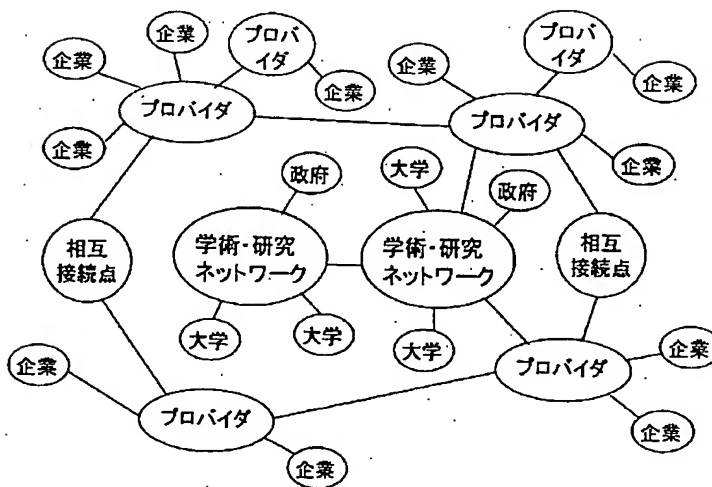 企業
プロバ
イダ
プロバ
イダ
企業
企業
企業
企業
プロバイダ
プロバイダ
企業
企業
大学
政府
政府
相互
接続点
学術・研究
ネットワーク
学術・研究
ネットワーク
相互
接続点
大学
大学
大学
企業
プロバイダ
企業
プロバイダ
企業
企業